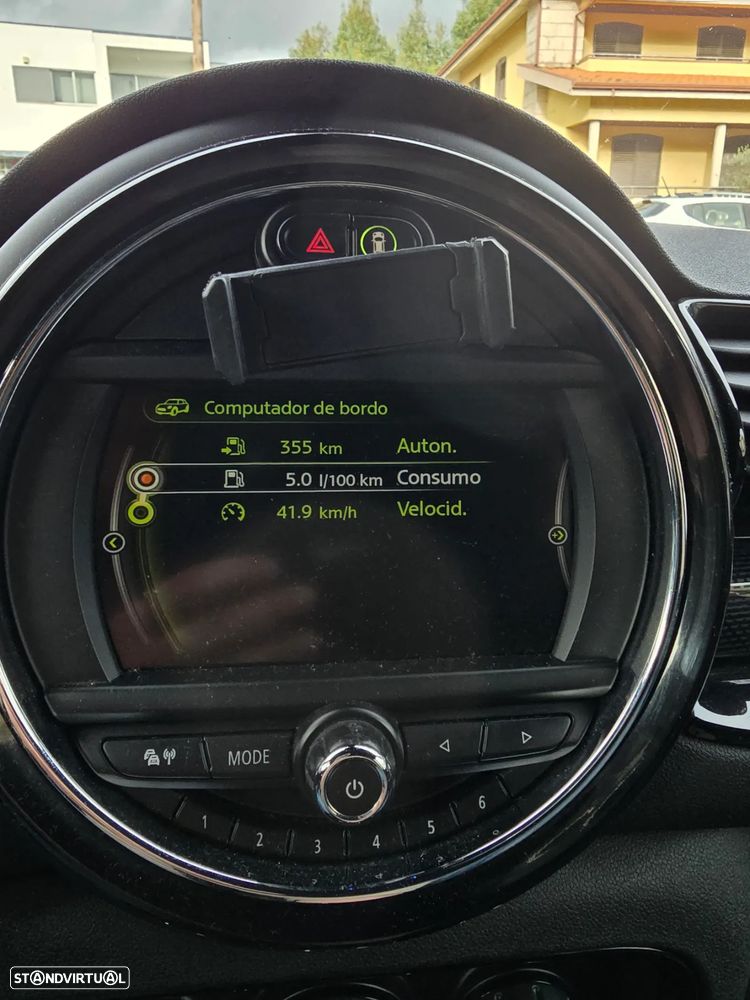 Computador de bordo
355 km Auton.
5.0 l/100 km Consumo
41.9 km/h Velocid.
MODE
1 2 3 4 5 6
STANDVIRTUAL